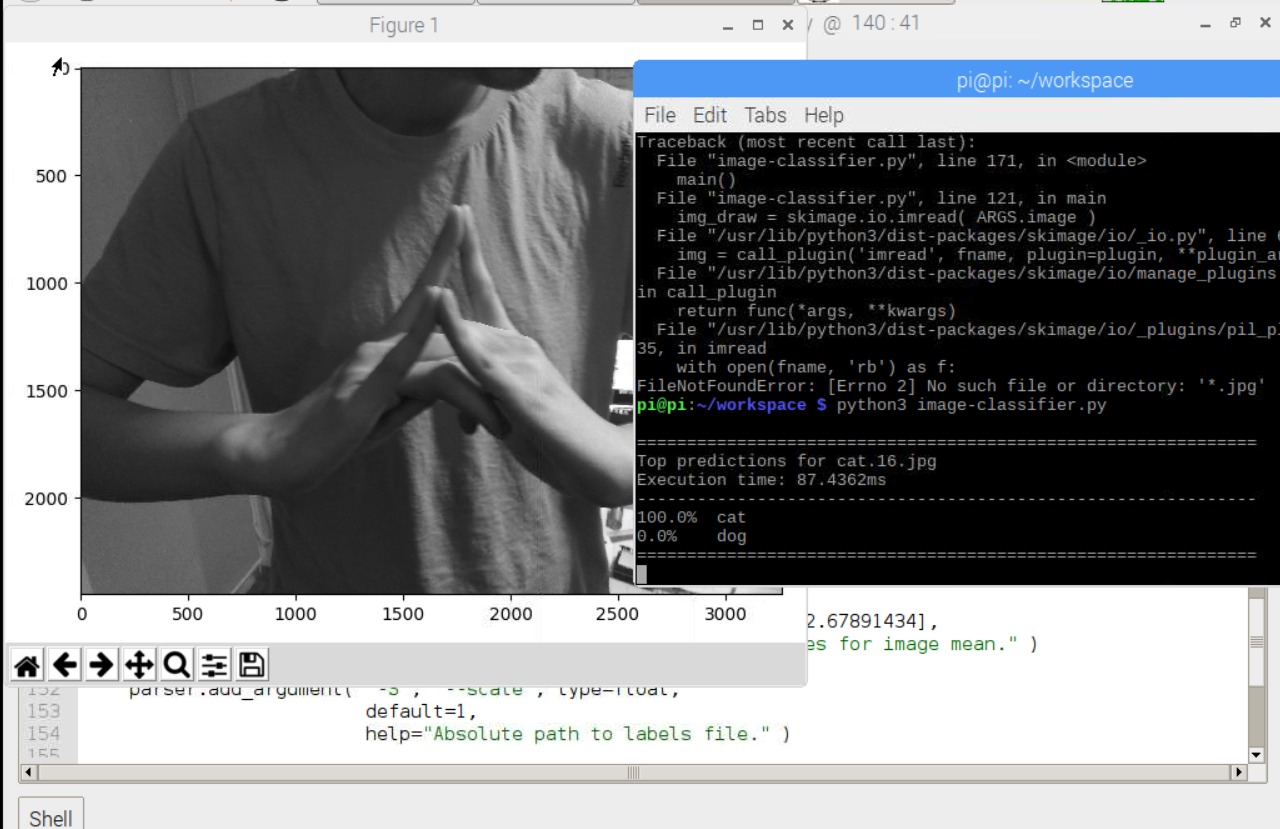 Figure 1
@ 140:41
0
500
1000
1500
2000
0 500 1000 1500 2000 2500 3000
pi@pi: ~/workspace
File Edit Tabs Help
Traceback (most recent call last):
File "image-classifier.py", line 171, in <module>
main()
File "image-classifier.py", line 121, in main
img_draw = skimage.io.imread( ARGS.image )
File "/usr/lib/python3/dist-packages/skimage/io/_io.py", line
img = call_plugin('imread', fname, plugin=plugin, **plugin_ar
File "/usr/lib/python3/dist-packages/skimage/io/manage_plugins
in call_plugin
return func(*args, **kwargs)
File "/usr/lib/python3/dist-packages/skimage/io/_plugins/pil_pl
35, in imread
with open(fname, 'rb') as f:
FileNotFoundError: [Errno 2] No such file or directory: '*.jpg'
pi@pi:~/workspace $ python3 image-classifier.py
==============================================================
Top predictions for cat.16.jpg
Execution time: 87.4362ms
--------------------------------------------------------------
100.0% cat
0.0% dog
==============================================================
2.67891434],
es for image mean." )
152 parser.add_argument( "-S", "--scale", type=float,
153 default=1,
154 help="Absolute path to labels file." )
155
Shell